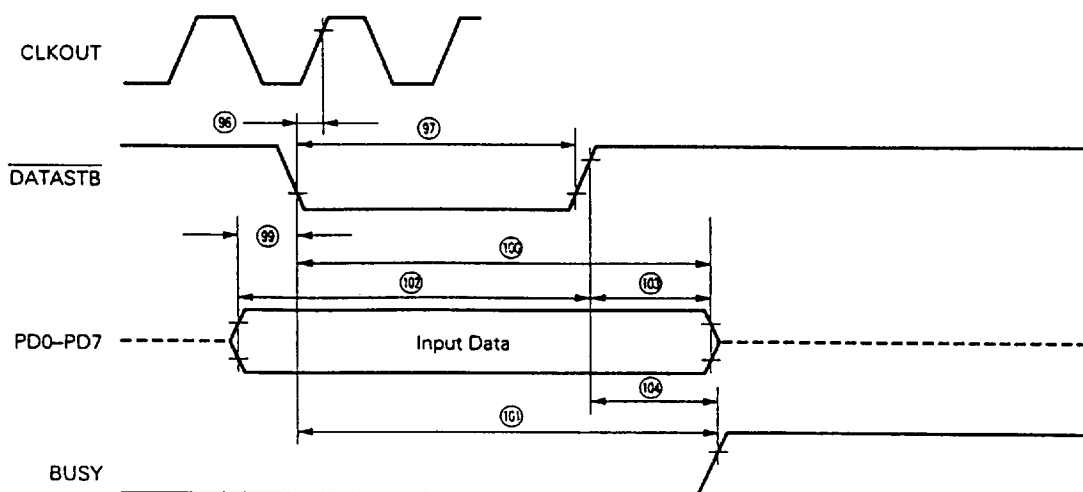 CLKOUT
96
97
DATASTB
99
100
102
103
PD0–PD7
Input Data
104
101
BUSY